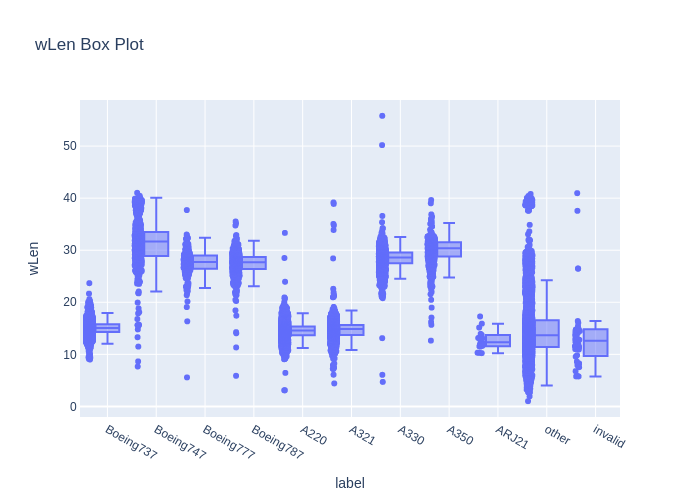 wLen Box Plot
50
40
30
20
10
0
wLen
Boeing737
Boeing747
Boeing777
Boeing787
A220
A321
A330
A350
ARJ21
other
invalid
label